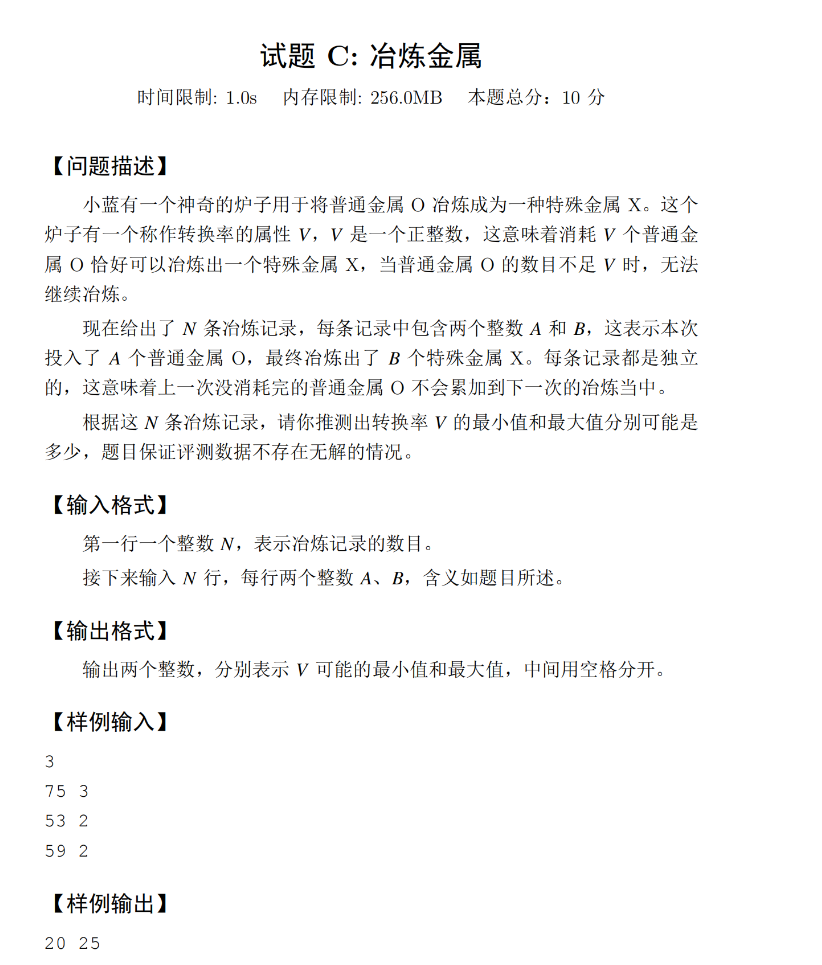 试题 C: 冶炼金属
时间限制: 1.0s 内存限制: 256.0MB 本题总分：10 分
【问题描述】
小蓝有一个神奇的炉子用于将普通金属 O 冶炼成为一种特殊金属 X。这个
炉子有一个称作转换率的属性 V，V 是一个正整数，这意味着消耗 V 个普通金
属 O 恰好可以冶炼出一个特殊金属 X，当普通金属 O 的数目不足 V 时，无法
继续冶炼。
现在给出了 N 条冶炼记录，每条记录中包含两个整数 A 和 B，这表示本次
投入了 A 个普通金属 O，最终冶炼出了 B 个特殊金属 X。每条记录都是独立
的，这意味着上一次没消耗完的普通金属 O 不会累加到下一次的冶炼当中。
根据这 N 条冶炼记录，请你推测出转换率 V 的最小值和最大值分别可能是
多少，题目保证评测数据不存在无解的情况。
【输入格式】
第一行一个整数 N，表示冶炼记录的数目。
接下来输入 N 行，每行两个整数 A、B，含义如题目所述。
【输出格式】
输出两个整数，分别表示 V 可能的最小值和最大值，中间用空格分开。
【样例输入】
3
75 3
53 2
59 2
【样例输出】
20 25